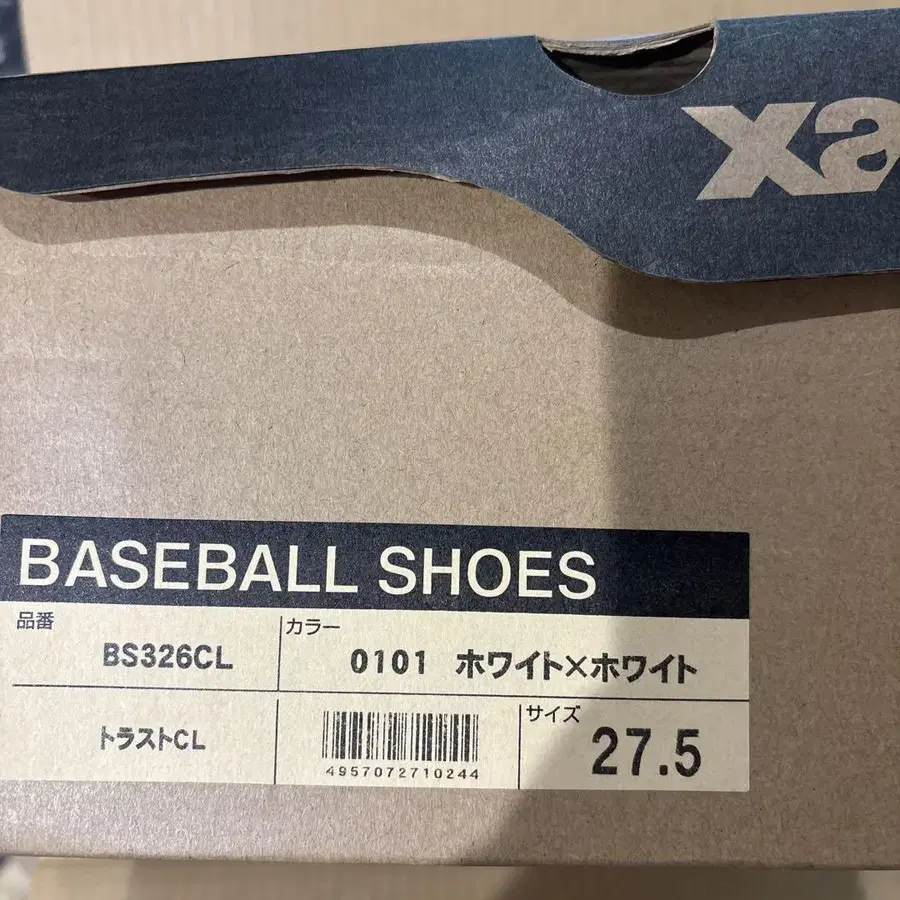 xa
BASEBALL SHOES
品番
BS326CL
カラー
0101 ホワイト×ホワイト
トラストCL
4957072710244
サイズ
27.5